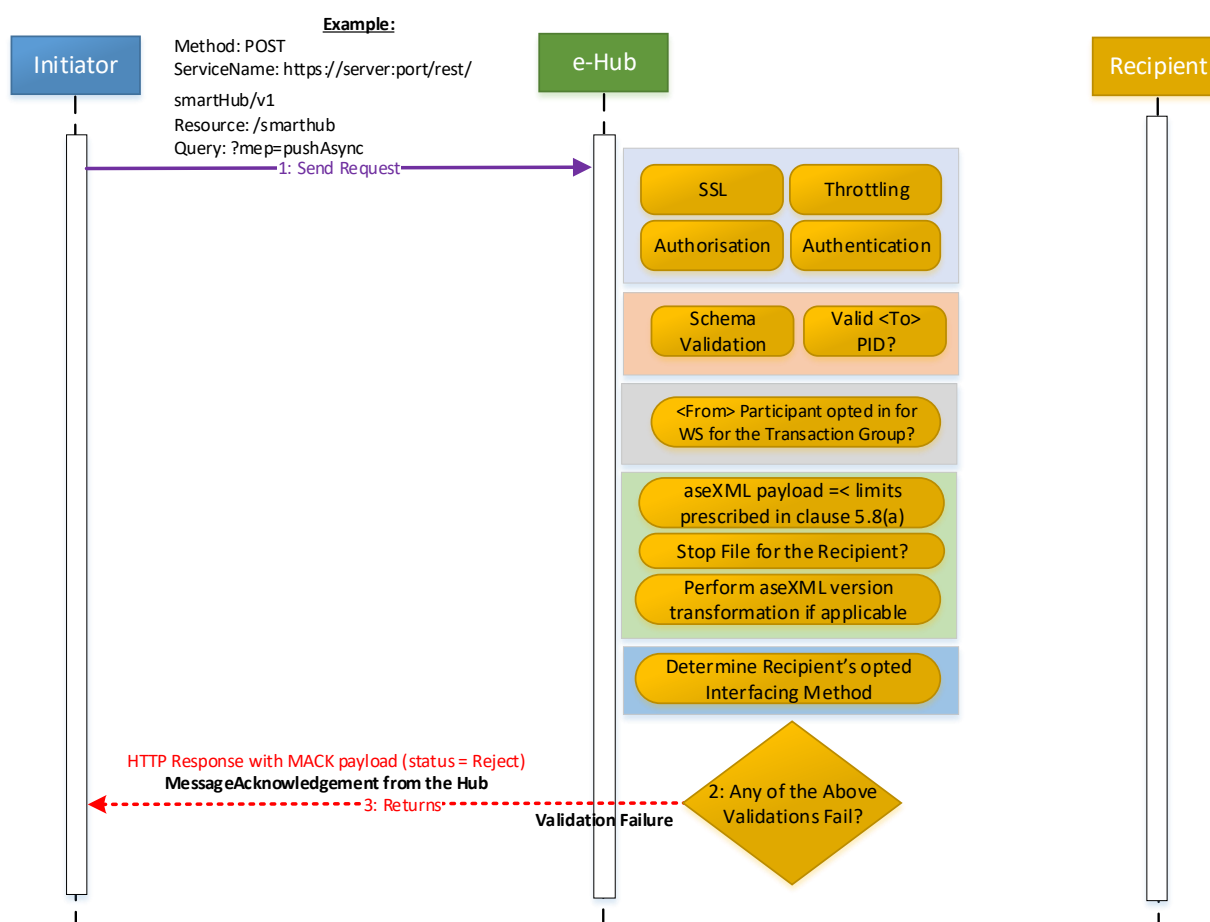 Example:
Method: POST
ServiceName: https://server:port/rest/
smartHub/v1
Resource: /smarthub
Query: ?mep=pushAsync
Initiator
e-Hub
Recipient
1: Send Request
SSL
Throttling
Authorisation
Authentication
Schema
Validation
Valid <To>
PID?
<From> Participant opted in for
WS for the Transaction Group?
aseXML payload =< limits
prescribed in clause 5.8(a)
Stop File for the Recipient?
Perform aseXML version
transformation if applicable
Determine Recipient’s opted
Interfacing Method
HTTP Response with MACK payload (status = Reject)
MessageAcknowledgement from the Hub
3: Returns
Validation Failure
2: Any of the Above
Validations Fail?